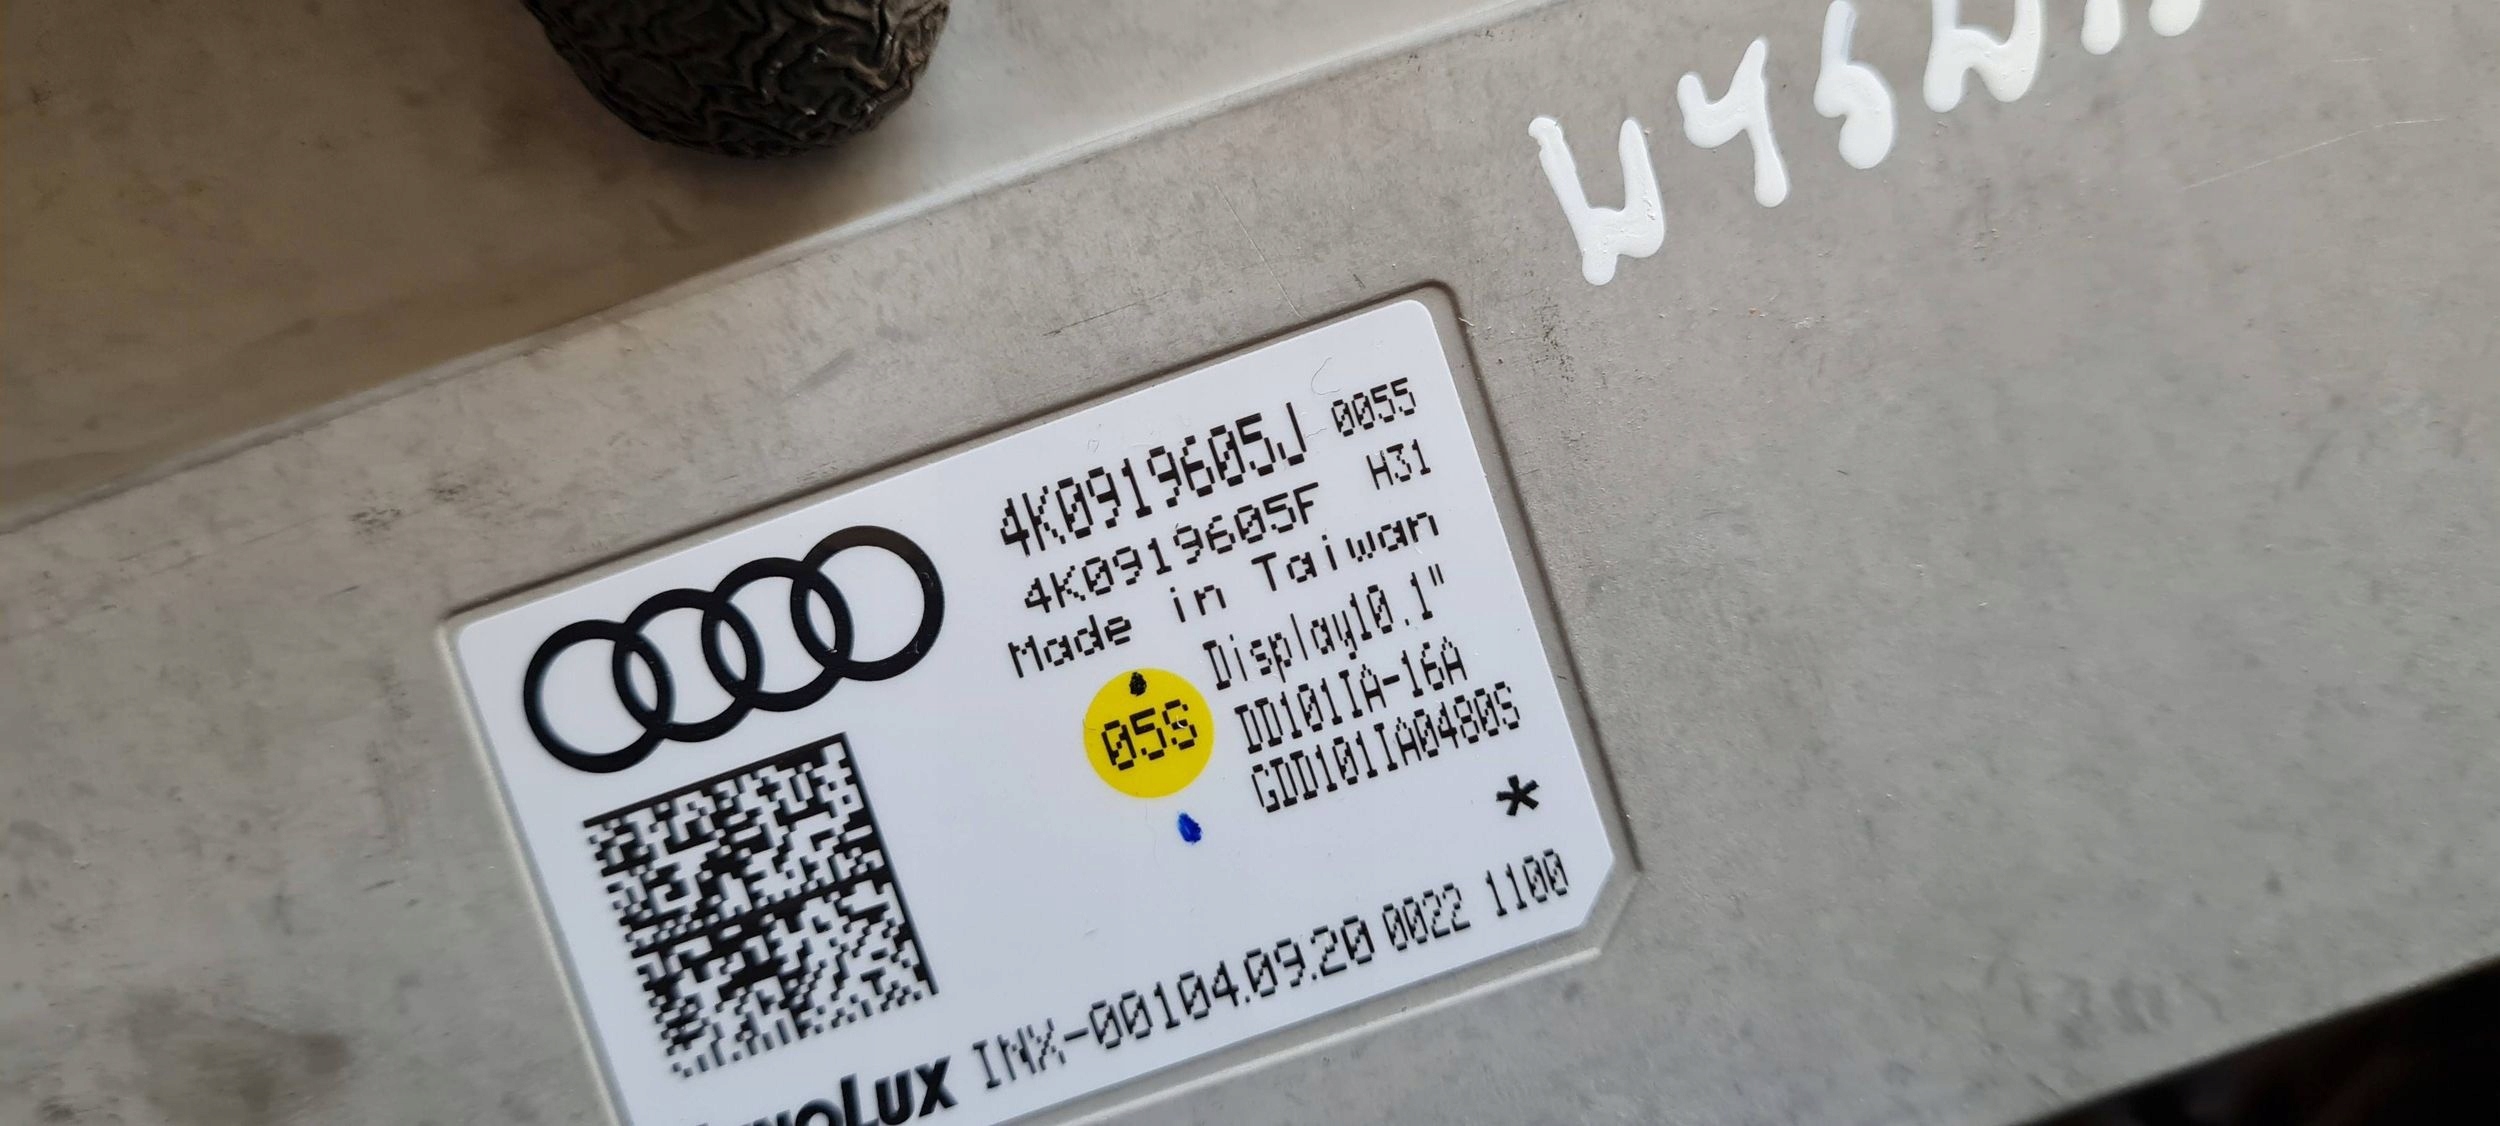 4K0919605J 0055
4K0919605F H31
Made in Taiwan
Display10.1"
05S
DD101IA-16A
GDD101IA0480S
*
INX-00104.09.20 0022 1100